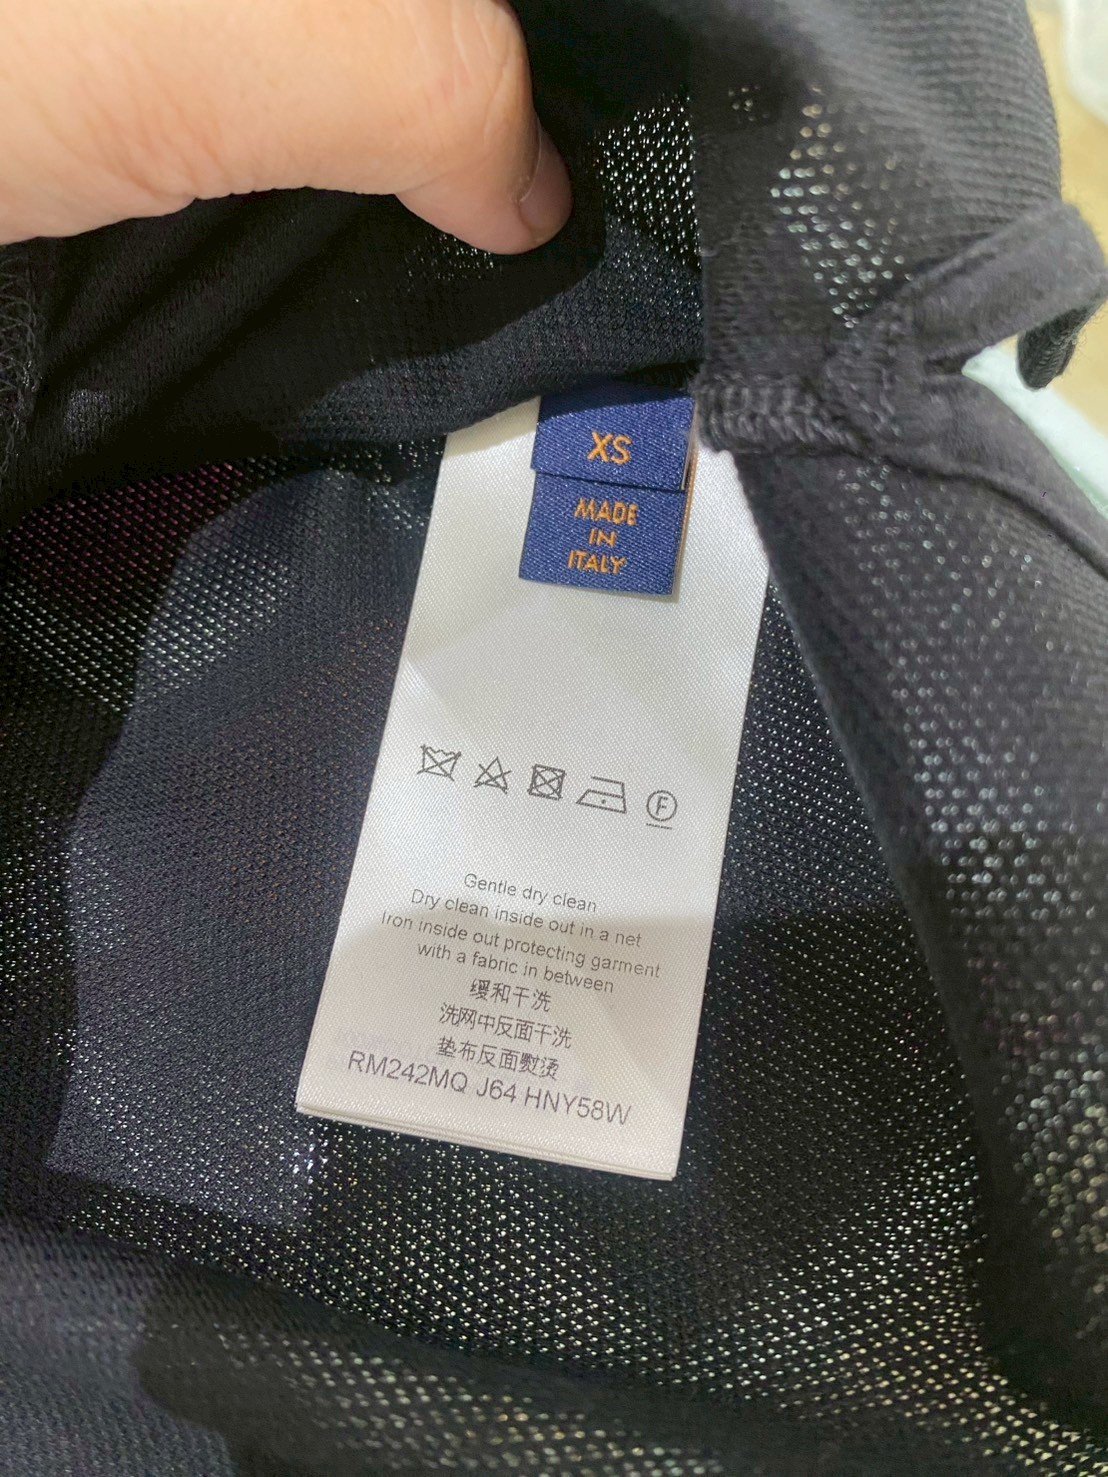 XS
MADE
IN
ITALY
F
Gentle dry clean
Dry clean inside out in a net
Iron inside out protecting garment
with a fabric in between
缓和干洗
洗网中反面干洗
垫布反面熨烫
RM242MQ J64 HNY58W